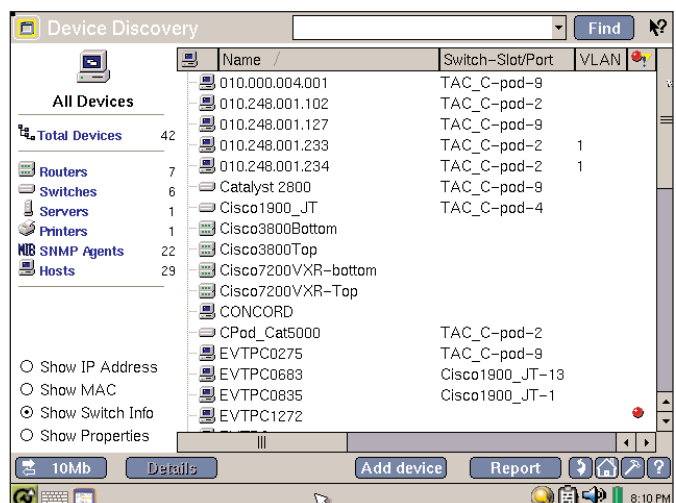 Device Discovery Find
Name / Switch-Slot/Port VLAN
All Devices
Total Devices 42
Routers 7
Switches 6
Servers 1
Printers 1
MIB SNMP Agents 22
Hosts 29
Show IP Address
Show MAC
Show Switch Info
Show Properties
010.000.004.001 TAC_C-pod-9
010.248.001.102 TAC_C-pod-2
010.248.001.127 TAC_C-pod-9
010.248.001.233 TAC_C-pod-2 1
010.248.001.234 TAC_C-pod-2 1
Catalyst 2800 TAC_C-pod-9
Cisco1900_JT TAC_C-pod-4
Cisco3800Bottom
Cisco3800Top
Cisco7200VXR-bottom
Cisco7200VXR-Top
CONCORD
CPod_Cat5000 TAC_C-pod-2
EVTPC0275 TAC_C-pod-9
EVTPC0683 Cisco1900_JT-13
EVTPC0835 Cisco1900_JT-1
EVTPC1272
10Mb Details Add device Report ?
8:10 PM